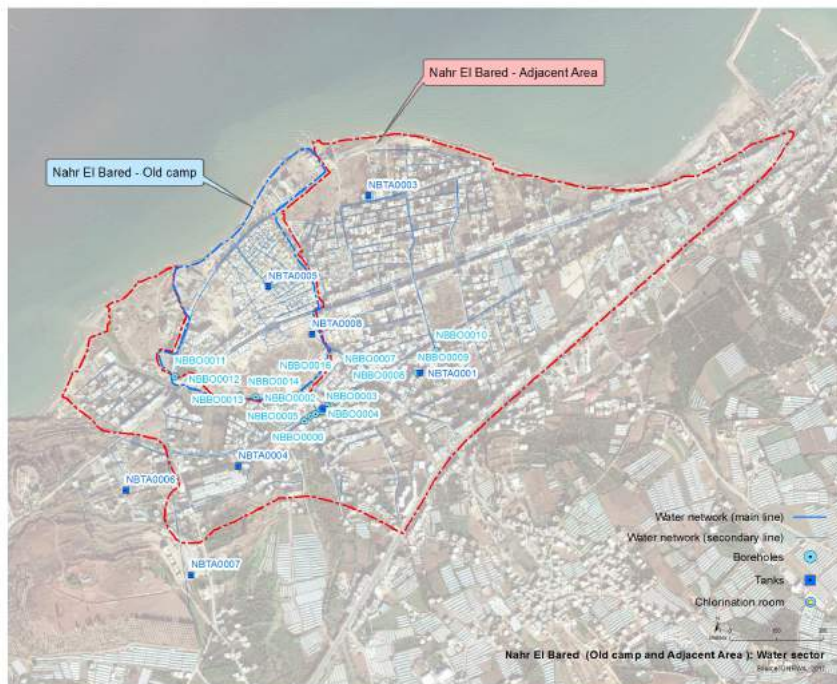 Nahr El Bared - Adjacent Area
Nahr El Bared - Old camp
NBTA0003
NBTA0005
NBTA0008
NBBO0010
NBBO0011
NBBO0016
NBBO0007
NBBO0009
NBBO0012
NBBO0014
NBBO0008
NBTA0001
NBBO0013
NBBO0002
NBBO0003
NBBO0005
NBBO0004
NBTA0004
NBTA0006
NBTA0007
Water network (main line)
Water network (secondary line)
Boreholes
Tanks
Chlorination room
Nahr El Bared (Old camp and Adjacent Area ): Water sector